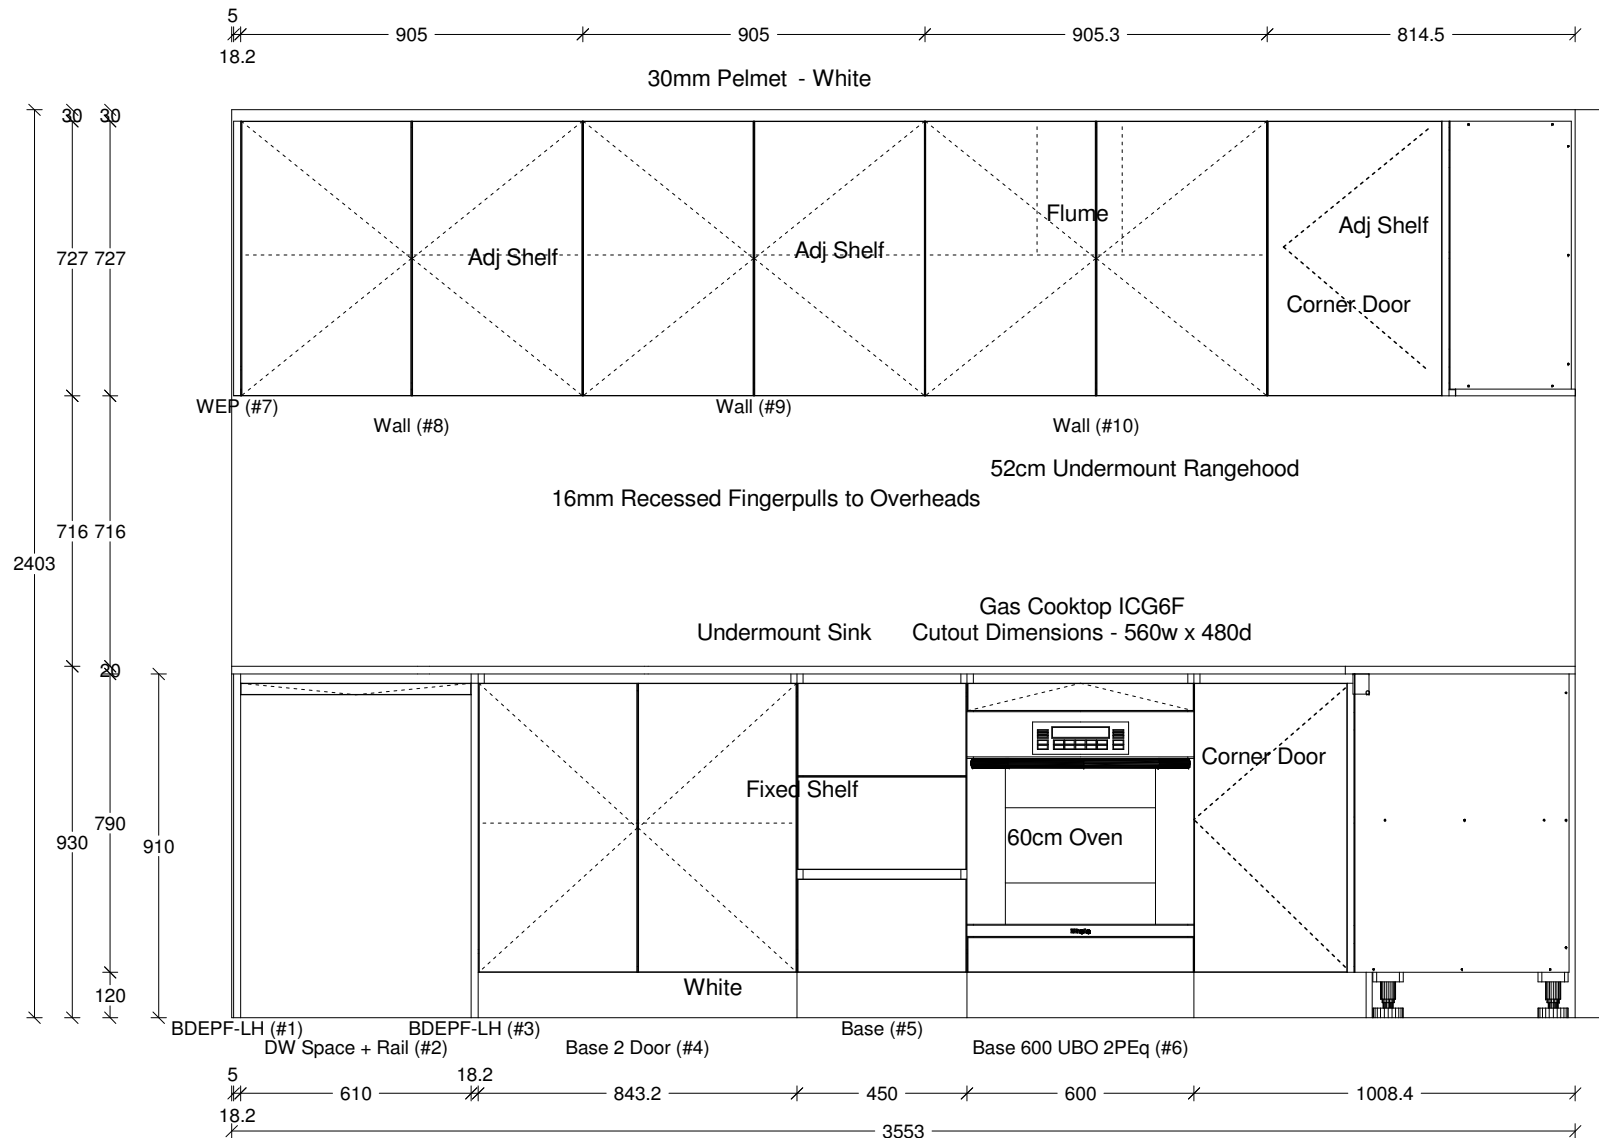 5
18.2
905
905
905.3
814.5
30mm Pelmet - White
30
30
727
727
Adj Shelf
Adj Shelf
Flume
Adj Shelf
Corner Door
WEP (#7)
Wall (#8)
Wall (#9)
Wall (#10)
52cm Undermount Rangehood
16mm Recessed Fingerpulls to Overheads
716
716
2403
Gas Cooktop ICG6F
Undermount Sink
Cutout Dimensions - 560w x 480d
20
790
930
910
120
Fixed Shelf
Corner Door
60cm Oven
White
BDEPF-LH (#1)
BDEPF-LH (#3)
Base (#5)
DW Space + Rail (#2)
Base 2 Door (#4)
Base 600 UBO 2PEq (#6)
5
18.2
610
18.2
843.2
450
600
1008.4
3553